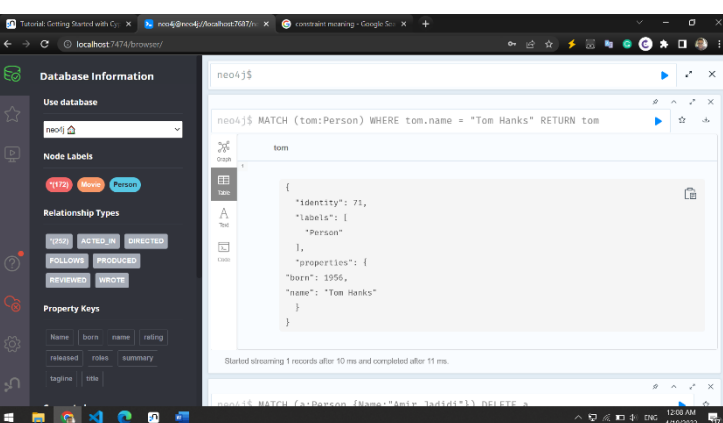 Tutorial: Getting Started with Cy
neo4j@neo4j://localhost:7687/ne
constraint meaning - Google Sea
localhost:7474/browser/
Database Information
Use database
neo4j
Node Labels
*(172) Movie Person
Relationship Types
*(252) ACTED_IN DIRECTED
FOLLOWS PRODUCED
REVIEWED WROTE
Property Keys
Name born name rating
released roles summary
tagline title
neo4j$
neo4j$ MATCH (tom:Person) WHERE tom.name = "Tom Hanks" RETURN tom
Graph
Table
Text
Code
tom
{
"identity": 71,
"labels": [
"Person"
],
"properties": {
"born": 1956,
"name": "Tom Hanks"
}
}
Started streaming 1 records after 10 ms and completed after 11 ms.
neo4j$ MATCH (a:Person {Name:"Amir Jadidi"}) DELETE a
ENG
12:08 AM